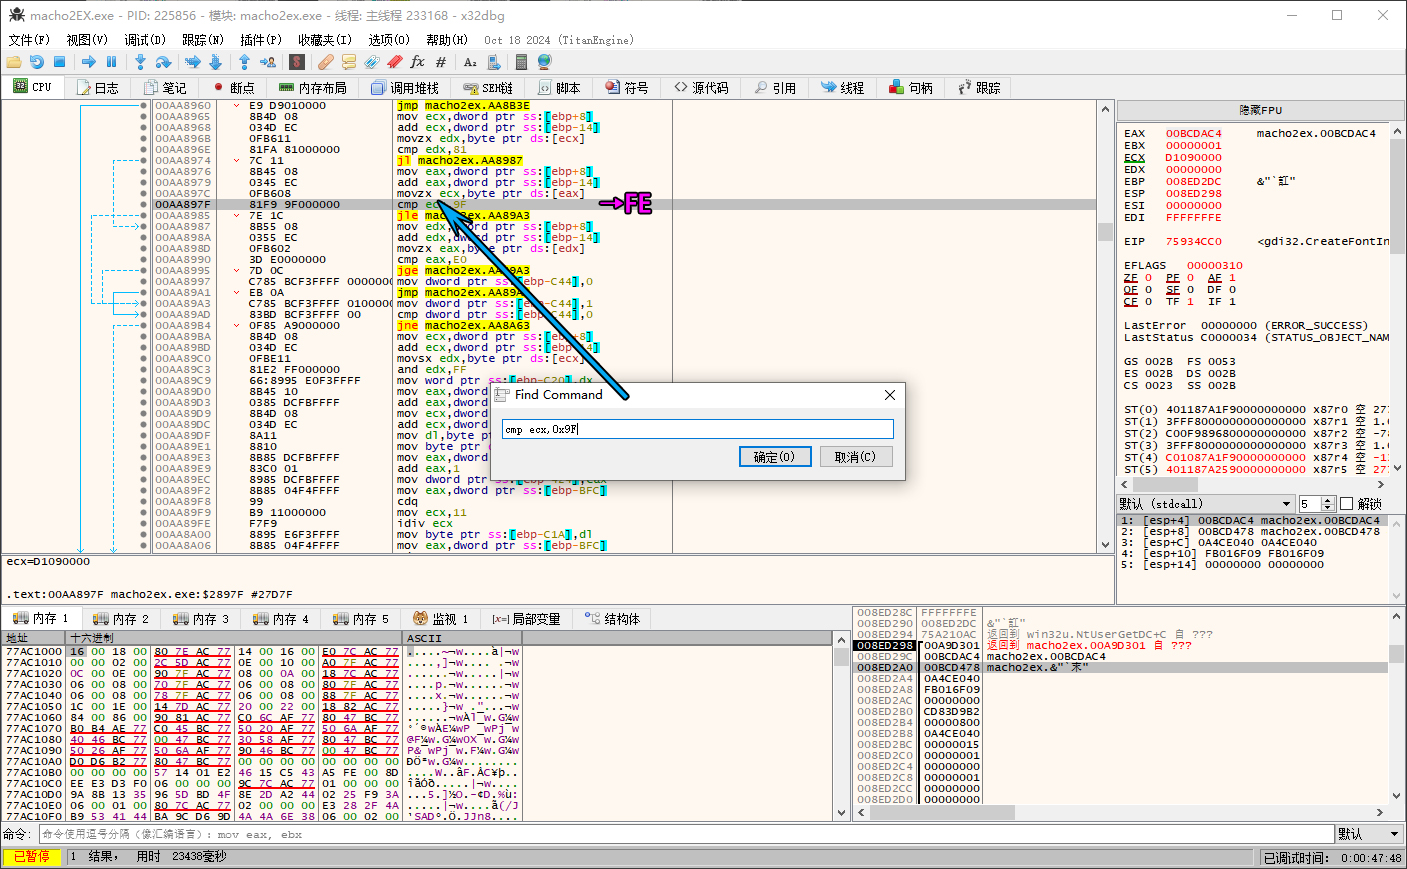 macho2EX.exe - PID: 225856 - 模块: macho2ex.exe - 线程: 主线程 233168 - x32dbg
文件(F) 视图(V) 调试(D) 跟踪(N) 插件(P) 收藏夹(I) 选项(O) 帮助(H) Oct 18 2024 (TitanEngine)
CPU 日志 笔记 断点 内存布局 调用堆栈 SEH链 脚本 符号 源代码 引用 线程 句柄 跟踪
00AA8960 E9 D9010000 jmp macho2ex.AA8B3E
00AA8965 8B4D 08 mov ecx,dword ptr ss:[ebp+8]
00AA8968 034D EC add ecx,dword ptr ss:[ebp-14]
00AA896B 0FB611 movzx edx,byte ptr ds:[ecx]
00AA896E 81FA 81000000 cmp edx,81
00AA8974 7C 11 jl macho2ex.AA8987
00AA8976 8B45 08 mov eax,dword ptr ss:[ebp+8]
00AA8979 0345 EC add eax,dword ptr ss:[ebp-14]
00AA897C 0FB608 movzx ecx,byte ptr ds:[eax]
00AA897F 81F9 9F000000 cmp ecx,9F
FE
00AA8985 7E 1C jle macho2ex.AA89A3
00AA8987 8B55 08 mov edx,dword ptr ss:[ebp+8]
00AA898A 0355 EC add edx,dword ptr ss:[ebp-14]
00AA898D 0FB602 movzx eax,byte ptr ds:[edx]
00AA8990 3D E0000000 cmp eax,E0
00AA8995 7D 0C jge macho2ex.AA89A3
00AA8997 C785 BCF3FFFF 0000000 mov dword ptr ss:[ebp-C44],0
00AA89A1 EB 0A jmp macho2ex.AA89A
00AA89A3 C785 BCF3FFFF 0100000 mov dword ptr ss:[ebp-C44],1
00AA89AD 83BD BCF3FFFF 00 cmp dword ptr ss:[ebp-C44],0
00AA89B4 0F85 A9000000 jne macho2ex.AA8A63
00AA89BA 8B4D 08 mov ecx,dword ptr ss:[ebp+8]
00AA89BD 034D EC add ecx,dword ptr ss:[ebp-14]
00AA89C0 0FBE11 movsx edx,byte ptr ds:[ecx]
00AA89C3 81E2 FF000000 and edx,FF
00AA89C9 66:8995 E0F3FFFF mov word ptr ss:[ebp-C20],dx
00AA89D0 8B45 10 mov eax,dword
00AA89D3 0385 DCFBFFFF add eax,dword
00AA89D9 8B4D 08 mov ecx,dword
00AA89DC 034D EC add ecx,dword
00AA89DF 8A11 mov dl,byte pt
00AA89E1 8810 mov byte ptr d
00AA89E3 8B85 DCFBFFFF mov eax,dword
00AA89E9 83C0 01 add eax,1
00AA89EC 8985 DCFBFFFF mov dword ptr ss:[ebp-424],eax
00AA89F2 8B85 04F4FFFF mov eax,dword ptr ss:[ebp-BFC]
00AA89F8 99 cdq
00AA89F9 B9 11000000 mov ecx,11
00AA89FE F7F9 idiv ecx
00AA8A00 8895 E6F3FFFF mov byte ptr ss:[ebp-C1A],dl
00AA8A06 8B85 04F4FFFF mov eax,dword ptr ss:[ebp-BFC]
Find Command
cmp ecx,0x9F
确定(O) 取消(C)
隐藏FPU
EAX 00BCDAC4 macho2ex.00BCDAC4
EBX 00000001
ECX D1090000
EDX 00000000
EBP 008ED2DC &"`缸"
ESP 008ED298
ESI 00000000
EDI FFFFFFFE
EIP 75934CC0 <gdi32.CreateFontIn
EFLAGS 00000310
ZF 0 PF 0 AF 1
OF 0 SF 0 DF 0
CF 0 TF 1 IF 1
LastError 00000000 (ERROR_SUCCESS)
LastStatus C0000034 (STATUS_OBJECT_NAM
GS 002B FS 0053
ES 002B DS 002B
CS 0023 SS 002B
ST(0) 401187A1F90000000000 x87r0 空 27
ST(1) 3FFF8000000000000000 x87r1 空 1.
ST(2) C00F9896800000000000 x87r2 空 -7
ST(3) 3FFF8000000000000000 x87r3 空 1.
ST(4) C01087A1F90000000000 x87r4 空 -1
ST(5) 401187A2590000000000 x87r5 空 27
默认 (stdcall) 5 解锁
1: [esp+4] 00BCDAC4 macho2ex.00BCDAC4
2: [esp+8] 00BCD478 macho2ex.00BCD478
3: [esp+C] 0A4CE040 0A4CE040
4: [esp+10] FB016F09 FB016F09
5: [esp+14] 00000000 00000000
ecx=D1090000
.text:00AA897F macho2ex.exe:$2897F #27D7F
内存 1 内存 2 内存 3 内存 4 内存 5 监视 1 [x=]局部变量 结构体
地址 十六进制 ASCII
77AC1000 16 00 18 00 80 7E AC 77 14 00 16 00 E0 7C AC 77
77AC1010 00 00 02 00 2C 5D AC 77 0E 00 10 00 A0 7F AC 77
77AC1020 0C 00 0E 00 90 7F AC 77 08 00 0A 00 18 7C AC 77
77AC1030 06 00 08 00 70 7F AC 77 06 00 08 00 80 7F AC 77
77AC1040 06 00 08 00 78 7F AC 77 06 00 08 00 88 7F AC 77
77AC1050 1C 00 1E 00 14 7D AC 77 20 00 22 00 18 82 AC 77
77AC1060 84 00 86 00 90 81 AC 77 C0 6C AF 77 80 47 BC 77
77AC1070 B0 B4 AE 77 C0 45 BC 77 50 20 AF 77 50 6A AF 77
77AC1080 40 46 BC 77 00 47 BC 77 30 58 AF 77 80 47 BC 77
77AC1090 50 26 AF 77 50 6A AF 77 90 46 BC 77 00 47 BC 77
77AC10A0 D0 D6 B2 77 80 47 BC 77 00 00 00 00 00 00 00 00
77AC10B0 00 00 00 00 57 14 01 E2 46 15 C5 43 A5 FE 00 8D
77AC10C0 EE E3 D3 F0 06 00 00 00 9C 7C AC 77 01 00 00 00
77AC10D0 9A 8B 13 35 96 5D BD 4F 8E 2D A2 44 02 25 F9 3A
77AC10E0 06 00 01 00 80 7C AC 77 02 00 00 00 E3 28 2F 4A
77AC10F0 B9 53 41 44 BA 9C D6 9D 4A 4A 6E 38 06 00 02 00
008ED28C FFFFFFFE
008ED290 008ED2DC &"`缸"
008ED294 75A210AC 返回到 win32u.NtUserGetDC+C 自 ???
008ED298 00A9D301 返回到 macho2ex.00A9D301 自 ???
008ED29C 00BCDAC4 macho2ex.00BCDAC4
008ED2A0 00BCD478 macho2ex.&"`宋"
008ED2A4 0A4CE040
008ED2A8 FB016F09
008ED2AC 00000000
008ED2B0 CD83D9B2
008ED2B4 00000800
008ED2B8 0A4CE040
008ED2BC 00000015
008ED2C0 00000001
008ED2C4 00000000
008ED2C8 00000001
008ED2CC 00000001
008ED2D0 00000000
命令: 命令使用逗号分隔（像汇编语言）: mov eax, ebx 默认
已暂停 1 结果， 用时 23438毫秒 已调试时间: 0:00:47:48